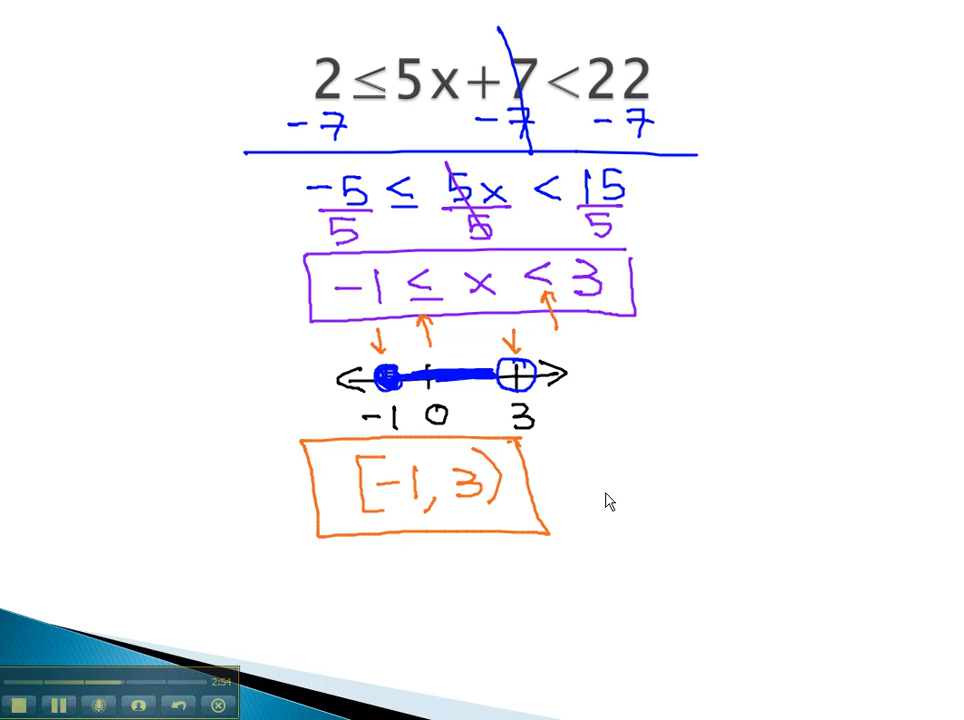 2 ≤ 5x + 7 < 22
-7 -7 -7
-5 ≤ 5x < 15
5 5 5
-1 ≤ x < 3
-1 0 3
[-1, 3)
2:54